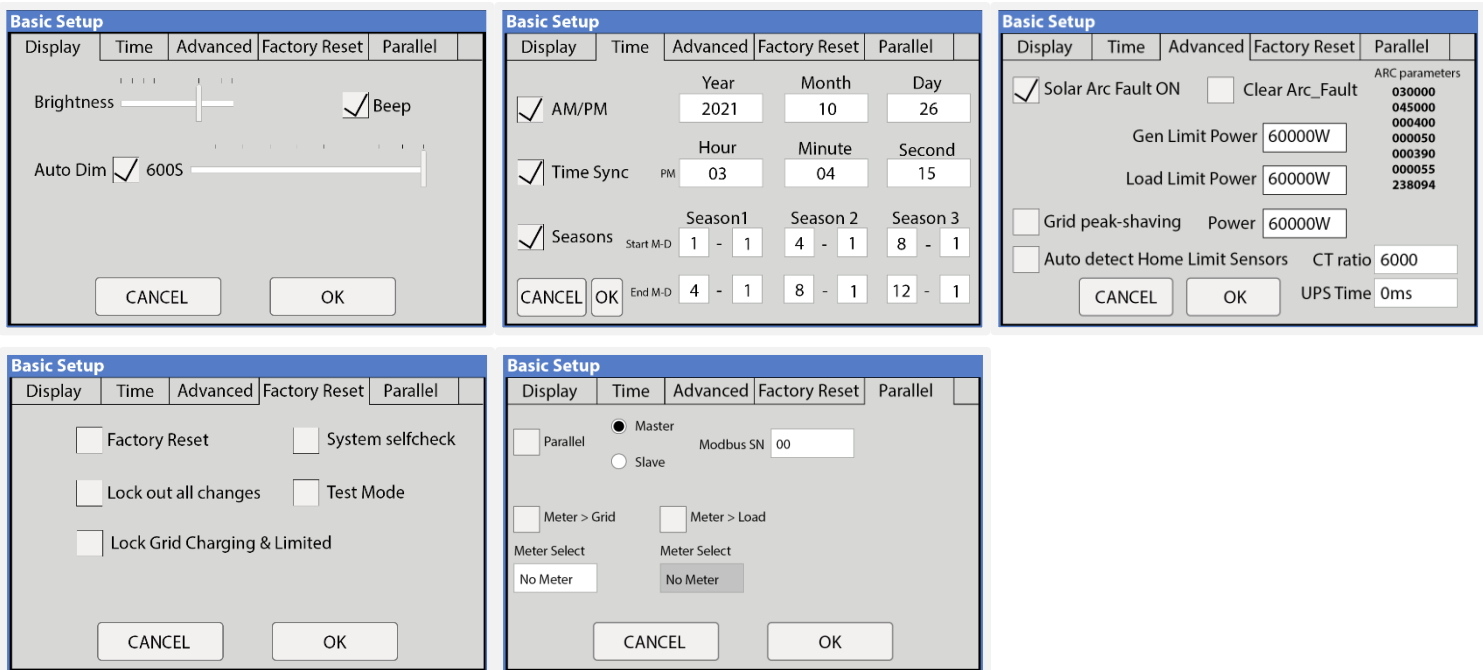 Basic Setup
Display Time Advanced Factory Reset Parallel
Brightness Beep
Auto Dim 600S
CANCEL OK
Basic Setup
Display Time Advanced Factory Reset Parallel
Year Month Day
AM/PM 2021 10 26
Hour Minute Second
Time Sync PM 03 04 15
Season1 Season 2 Season 3
Seasons Start M-D 1 - 1 4 - 1 8 - 1
CANCEL OK End M-D 4 - 1 8 - 1 12 - 1
Basic Setup
Display Time Advanced Factory Reset Parallel
ARC parameters
Solar Arc Fault ON Clear Arc_Fault 030000
045000
000400
Gen Limit Power 60000W 000050
000390
Load Limit Power 60000W 000055
238094
Grid peak-shaving Power 60000W
Auto detect Home Limit Sensors CT ratio 6000
CANCEL OK UPS Time 0ms
Basic Setup
Display Time Advanced Factory Reset Parallel
Factory Reset System selfcheck
Lock out all changes Test Mode
Lock Grid Charging & Limited
CANCEL OK
Basic Setup
Display Time Advanced Factory Reset Parallel
Master
Parallel Modbus SN 00
Slave
Meter > Grid Meter > Load
Meter Select Meter Select
No Meter No Meter
CANCEL OK